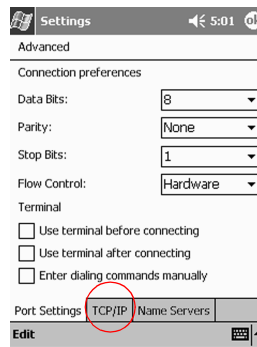 Settings 5:01 ok
Advanced
Connection preferences
Data Bits: 8
Parity: None
Stop Bits: 1
Flow Control: Hardware
Terminal
Use terminal before connecting
Use terminal after connecting
Enter dialing commands manually
Port Settings TCP/IP Name Servers
Edit